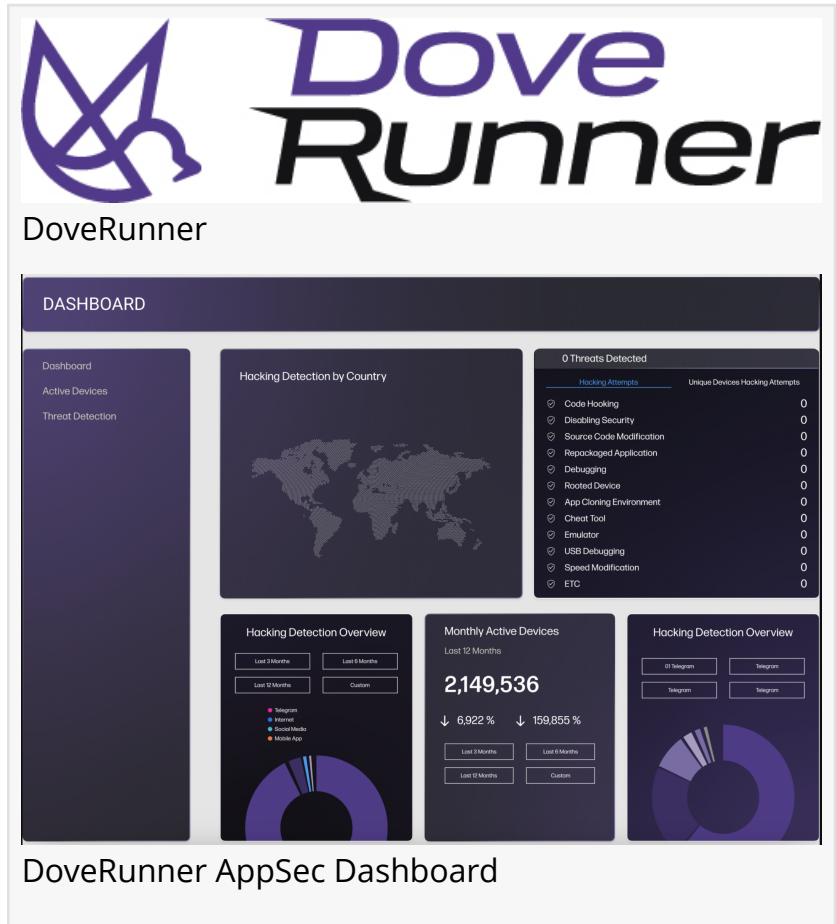 Dove
Runner
DoveRunner
DASHBOARD
Dashboard
Active Devices
Threat Detection
Hacking Detection by Country
0 Threats Detected
Hacking Attempts Unique Devices Hacking Attempts
Code Hooking 0
Disabling Security 0
Source Code Modification 0
Repackaged Application 0
Debugging 0
Rooted Device 0
App Cloning Environment 0
Cheat Tool 0
Emulator 0
USB Debugging 0
Speed Modification 0
ETC 0
Hacking Detection Overview
Last 3 Months Last 6 Months
Last 12 Months Custom
Telegram
Internet
Social Media
Mobile App
Monthly Active Devices
Last 12 Months
2,149,536
↓ 6,922 % ↓ 159,855 %
Last 3 Months Last 6 Months
Last 12 Months Custom
Hacking Detection Overview
01 Telegram Telegram
Telegram Telegram
DoveRunner AppSec Dashboard